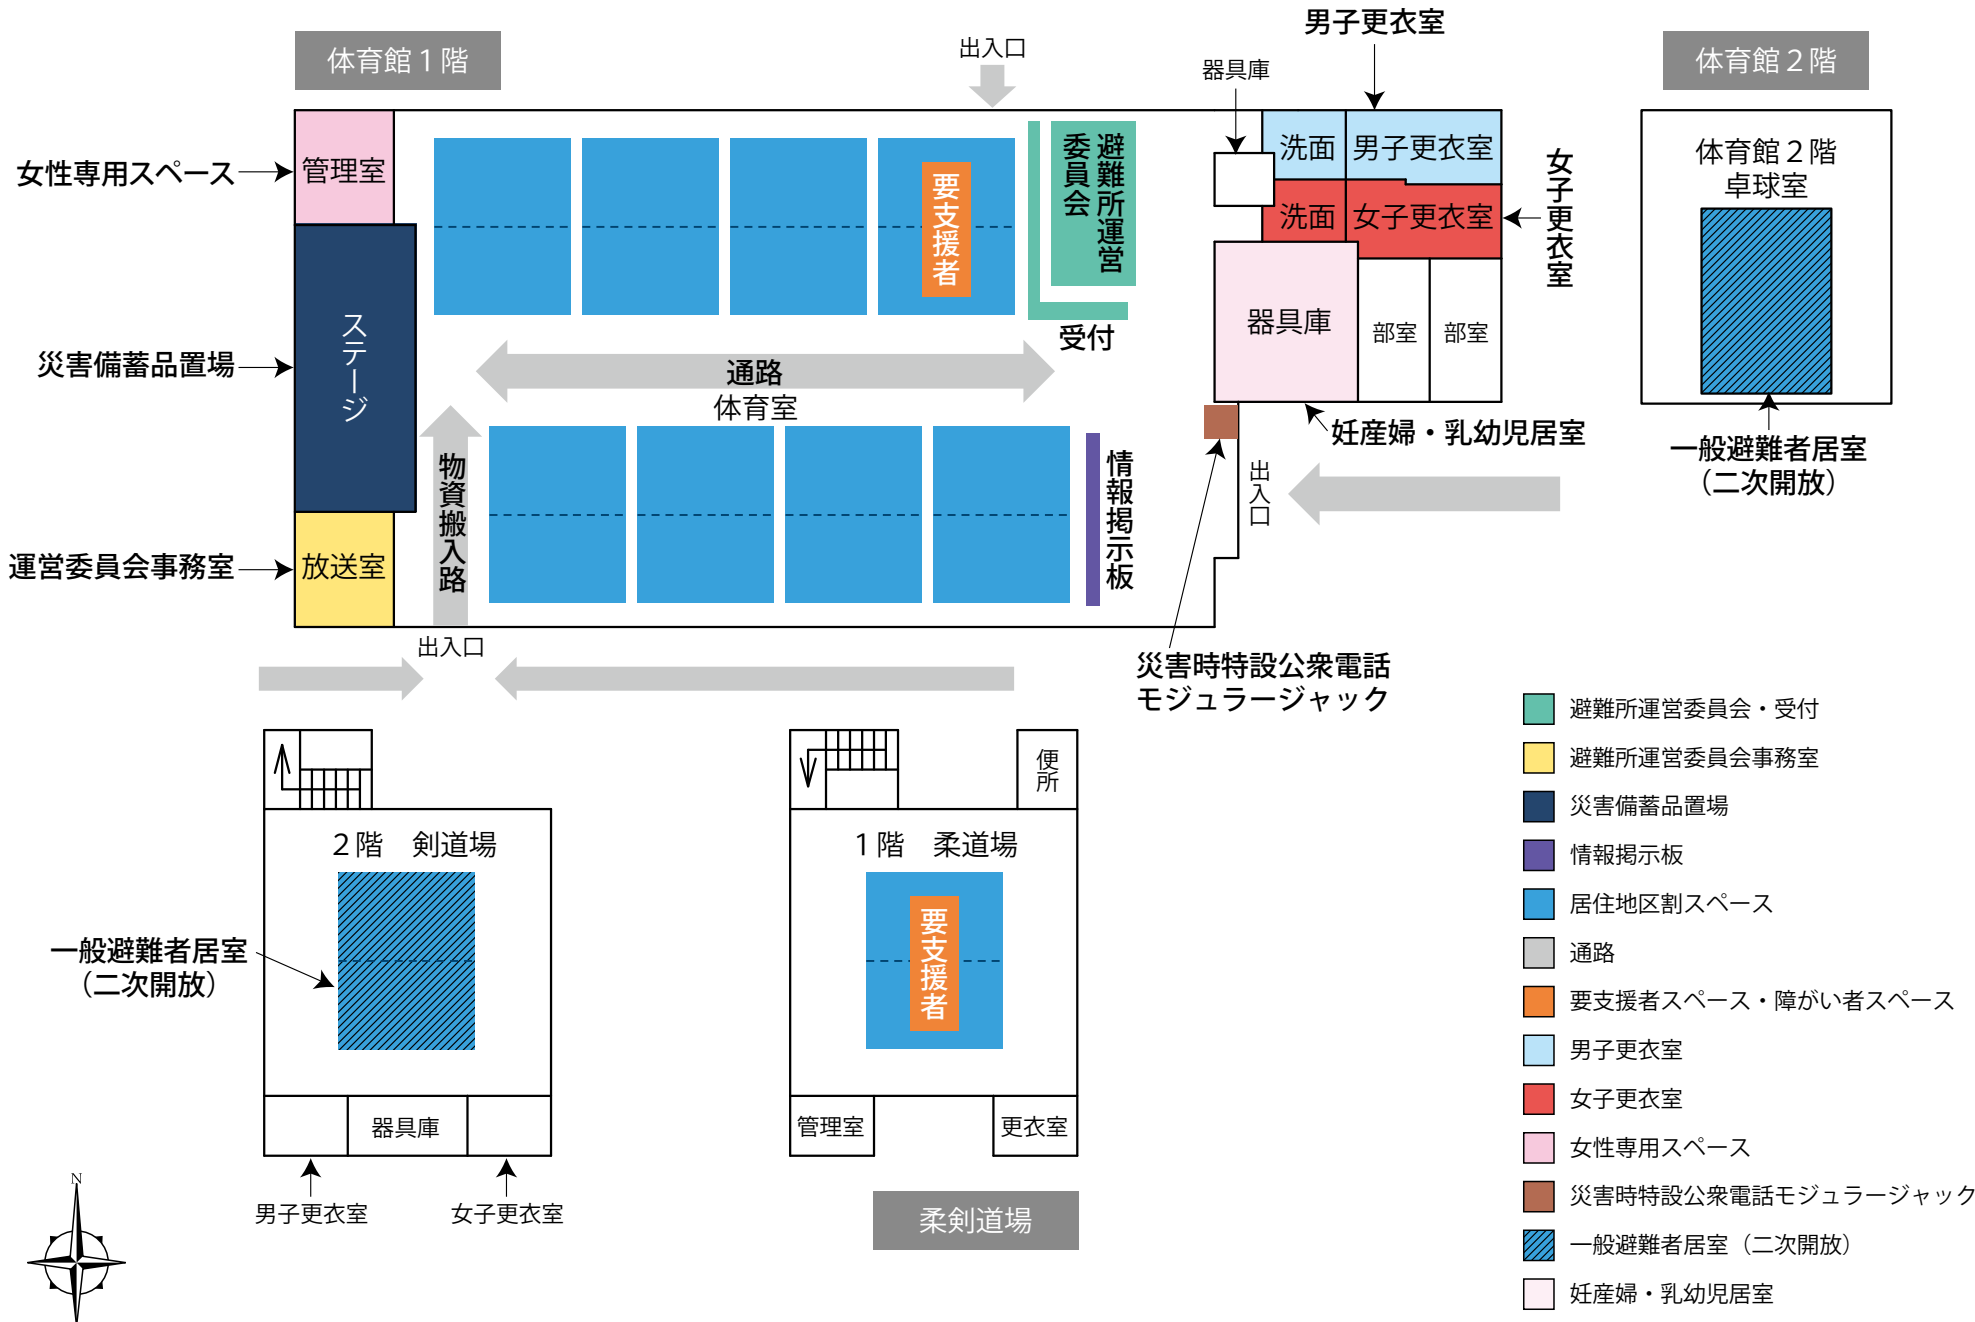 体育館１階
出入口
器具庫
男子更衣室
体育館２階
女性専用スペース
管理室
要支援者
避難所運営
委員会
受付
洗面
男子更衣室
洗面
女子更衣室
女子更衣室
体育館２階
卓球室
災害備蓄品置場
ステージ
通路
体育室
器具庫
部室
部室
妊産婦・乳幼児居室
一般避難者居室
（二次開放）
物資搬入路
情報掲示板
出入口
運営委員会事務室
放送室
出入口
災害時特設公衆電話
モジュラージャック
２階　剣道場
一般避難者居室
（二次開放）
器具庫
男子更衣室
女子更衣室
便所
１階　柔道場
要支援者
管理室
更衣室
柔剣道場
N
避難所運営委員会・受付
避難所運営委員会事務室
災害備蓄品置場
情報掲示板
居住地区割スペース
通路
要支援者スペース・障がい者スペース
男子更衣室
女子更衣室
女性専用スペース
災害時特設公衆電話モジュラージャック
一般避難者居室（二次開放）
妊産婦・乳幼児居室